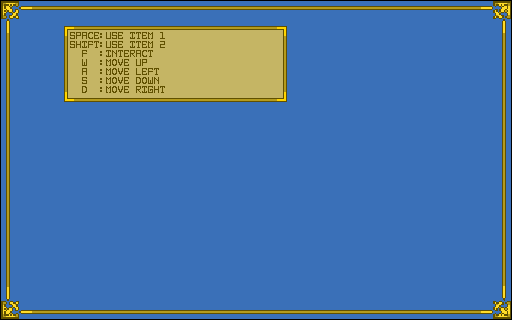 SPACE:USE ITEM 1
SHIFT:USE ITEM 2
F :INTERACT
W :MOVE UP
A :MOVE LEFT
S :MOVE DOWN
D :MOVE RIGHT